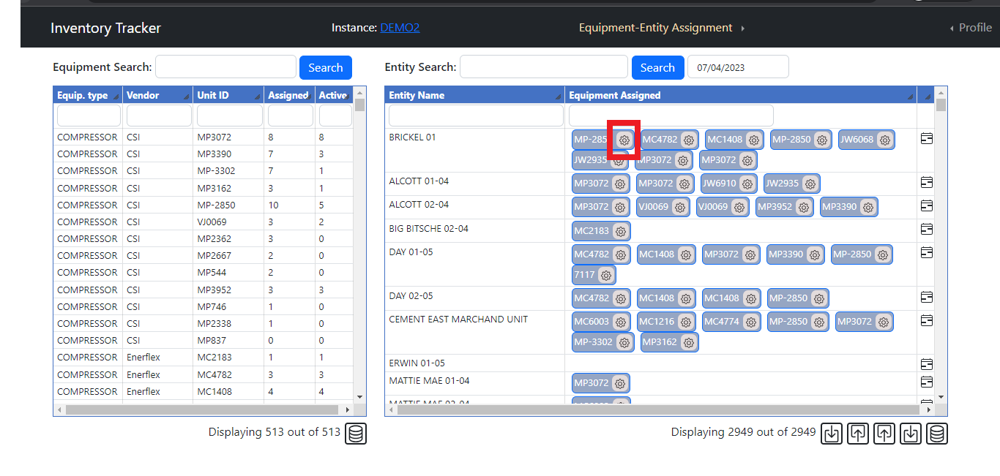 Inventory Tracker Instance: DEMO2 Equipment-Entity Assignment Profile
Equipment Search: Search
Equip. type Vendor Unit ID Assigned Active
COMPRESSOR CSI MP3072 8 8
COMPRESSOR CSI MP3390 7 3
COMPRESSOR CSI MP-3302 7 1
COMPRESSOR CSI MP3162 3 1
COMPRESSOR CSI MP-2850 10 5
COMPRESSOR CSI VJ0069 3 2
COMPRESSOR CSI MP2362 3 0
COMPRESSOR CSI MP2667 2 0
COMPRESSOR CSI MP544 2 0
COMPRESSOR CSI MP3952 3 3
COMPRESSOR CSI MP746 1 0
COMPRESSOR CSI MP2338 1 0
COMPRESSOR CSI MP837 0 0
COMPRESSOR Enerflex MC2183 1 1
COMPRESSOR Enerflex MC4782 3 3
COMPRESSOR Enerflex MC1408 4 4
Displaying 513 out of 513
Entity Search: Search 07/04/2023
Entity Name Equipment Assigned
BRICKEL 01 MP-285 MC4782 MC1408 MP-2850 JW6068
JW2935 MP3072 MP3072
ALCOTT 01-04 MP3072 MP3072 JW6910 JW2935
ALCOTT 02-04 MP3072 VJ0069 VJ0069 MP3952 MP3390
BIG BITSCHE 02-04 MC2183
DAY 01-05 MC4782 MC1408 MP3072 MP3390 MP-2850
7117
DAY 02-05 MC4782 MC1408 MC1408 MP-2850
CEMENT EAST MARCHAND UNIT MC6003 MC1216 MC4774 MP-2850 MP3072
MP-3302 MP3162
ERWIN 01-05
MATTIE MAE 01-04 MP3072
MATTIE MAE 02-04
Displaying 2949 out of 2949